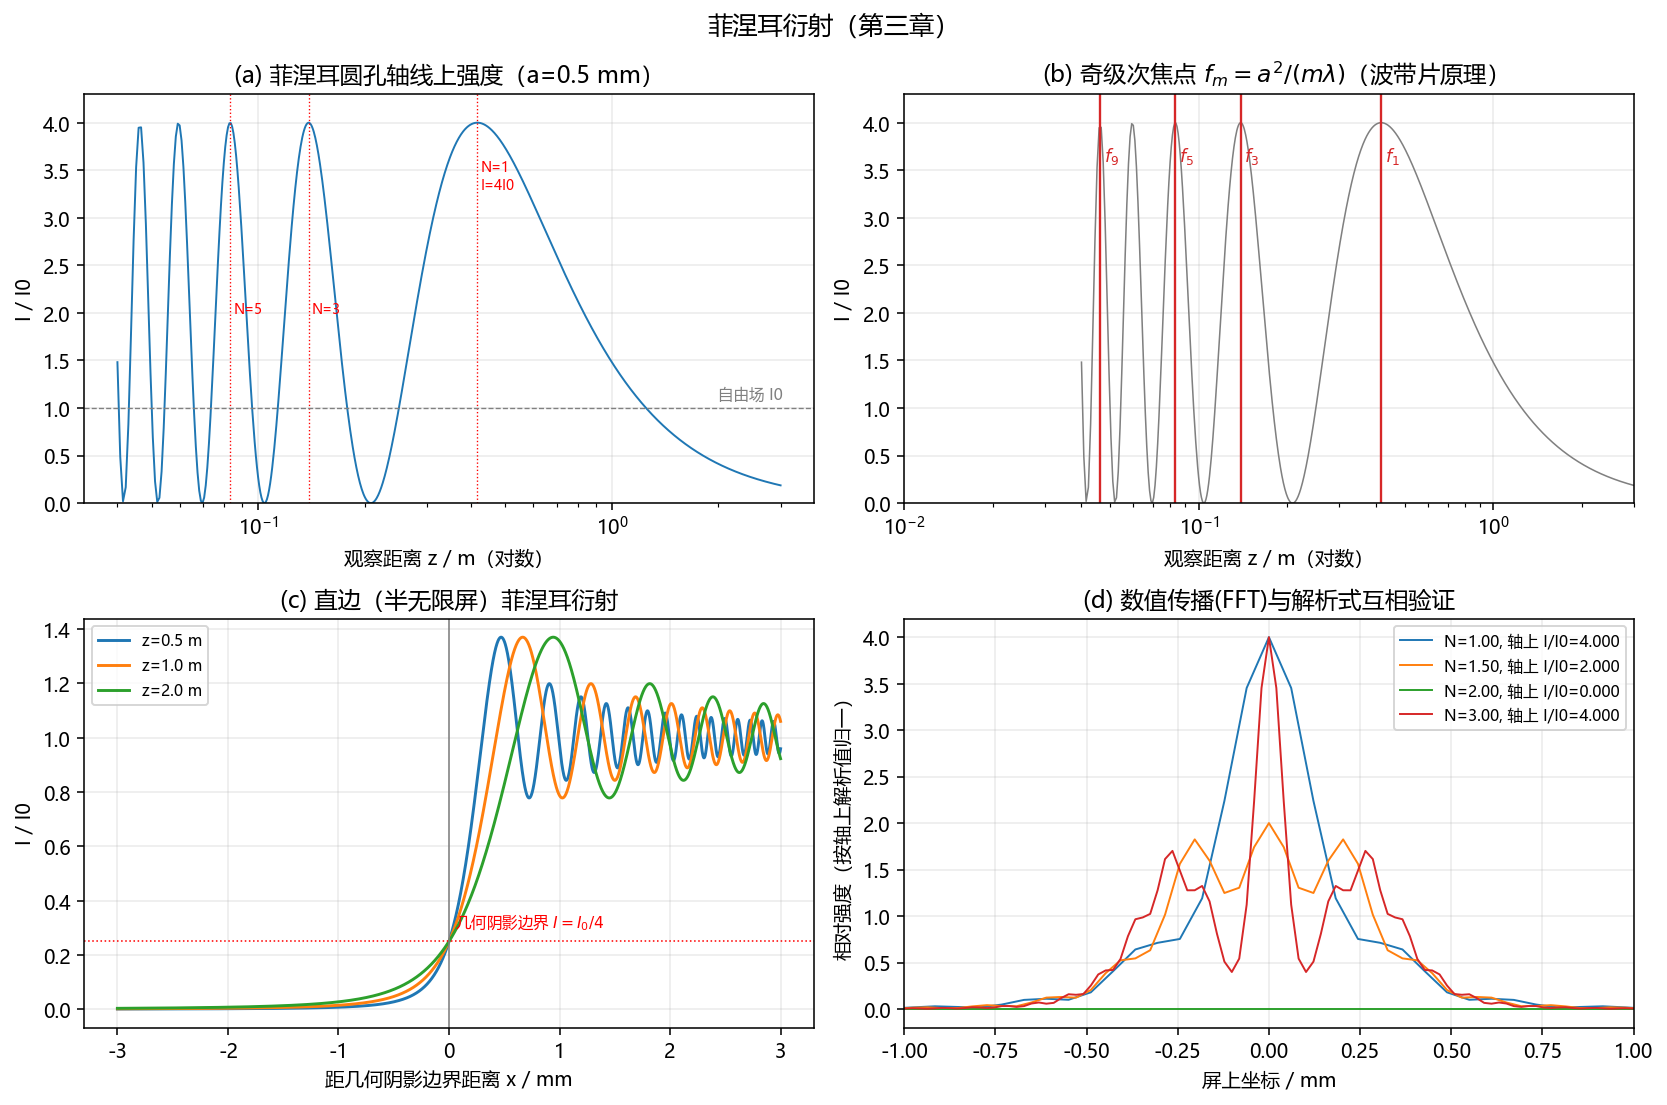 菲涅耳衍射（第三章）
(a) 菲涅耳圆孔轴线上强度（a=0.5 mm）
I / I0
4.0
3.5
3.0
2.5
2.0
1.5
1.0
0.5
0.0
N=1
I=4I0
N=5
N=3
自由场 I0
10⁻¹
10⁰
观察距离 z / m（对数）
(b) 奇级次焦点 fₘ = a²/(mλ)（波带片原理）
I / I0
4.0
3.5
3.0
2.5
2.0
1.5
1.0
0.5
0.0
f₉
f₅
f₃
f₁
10⁻²
10⁻¹
10⁰
观察距离 z / m（对数）
(c) 直边（半无限屏）菲涅耳衍射
I / I0
1.4
1.2
1.0
0.8
0.6
0.4
0.2
0.0
z=0.5 m
z=1.0 m
z=2.0 m
几何阴影边界 I = I₀/4
-3
-2
-1
0
1
2
3
距几何阴影边界距离 x / mm
(d) 数值传播(FFT)与解析式互相验证
相对强度（按轴上解析值归一）
4.0
3.5
3.0
2.5
2.0
1.5
1.0
0.5
0.0
N=1.00, 轴上 I/I0=4.000
N=1.50, 轴上 I/I0=2.000
N=2.00, 轴上 I/I0=0.000
N=3.00, 轴上 I/I0=4.000
-1.00
-0.75
-0.50
-0.25
0.00
0.25
0.50
0.75
1.00
屏上坐标 / mm